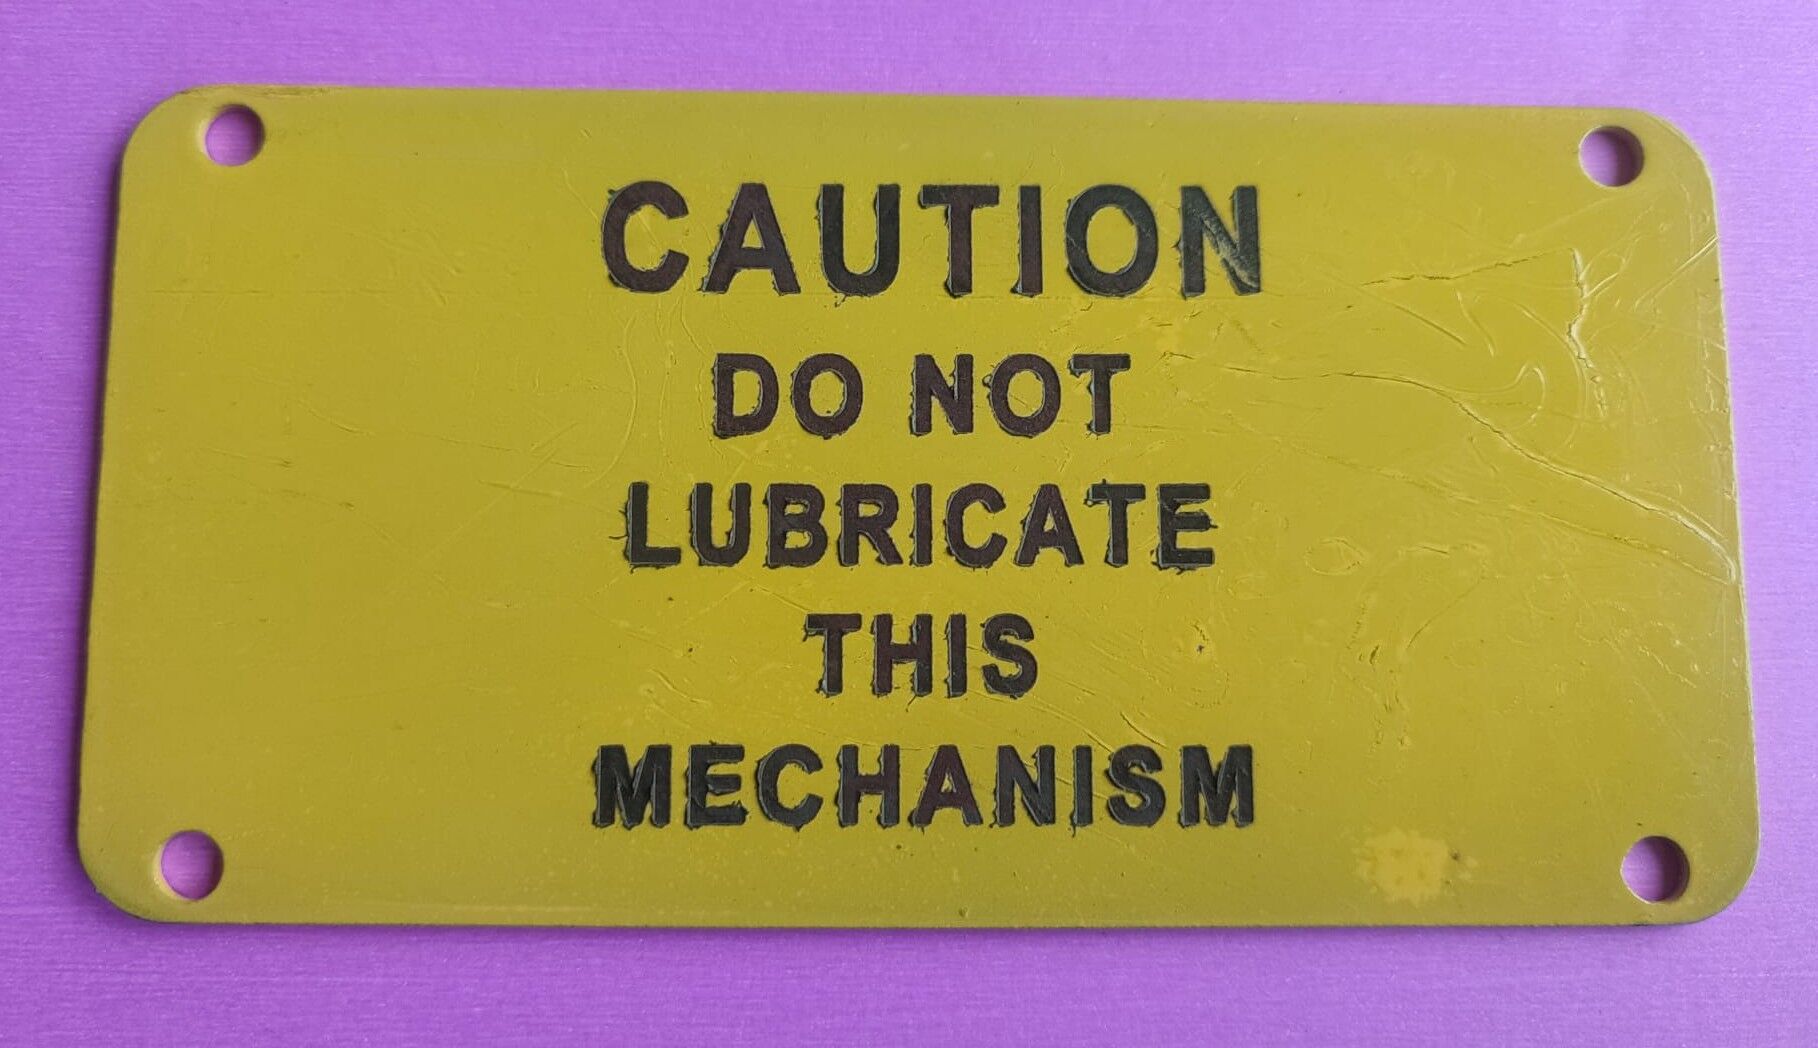 CAUTION
DO NOT
LUBRICATE
THIS
MECHANISM